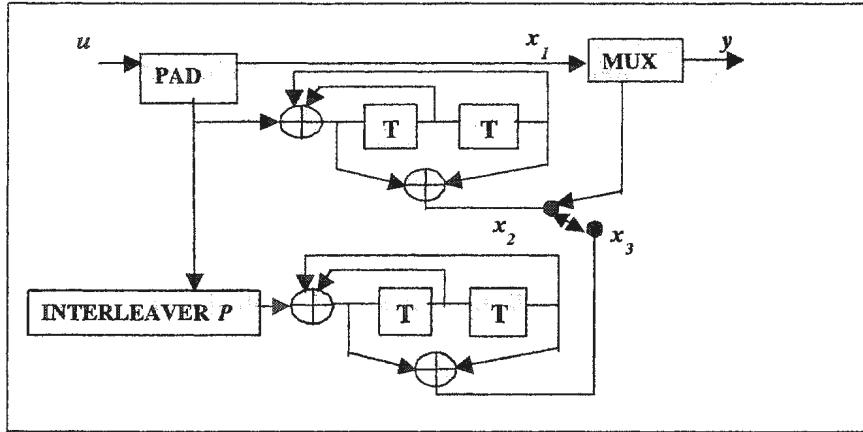 u
x1
y
PAD
MUX
T T
x2
x3
INTERLEAVER P
T T